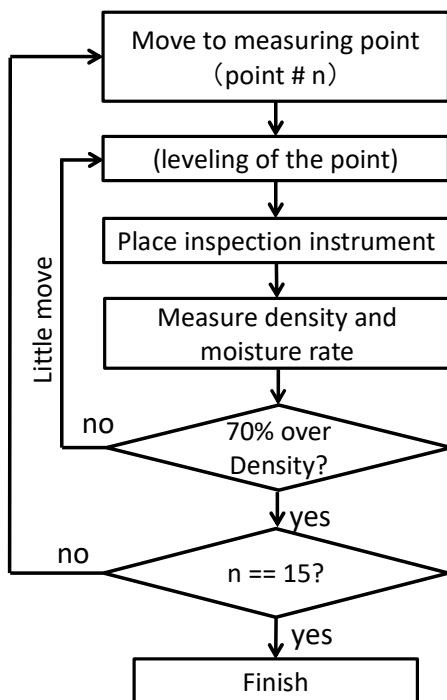 Move to measuring point
（point # n）
(leveling of the point)
Place inspection instrument
Little move
Measure density and
moisture rate
no
70% over
Density?
yes
no
n == 15?
yes
Finish